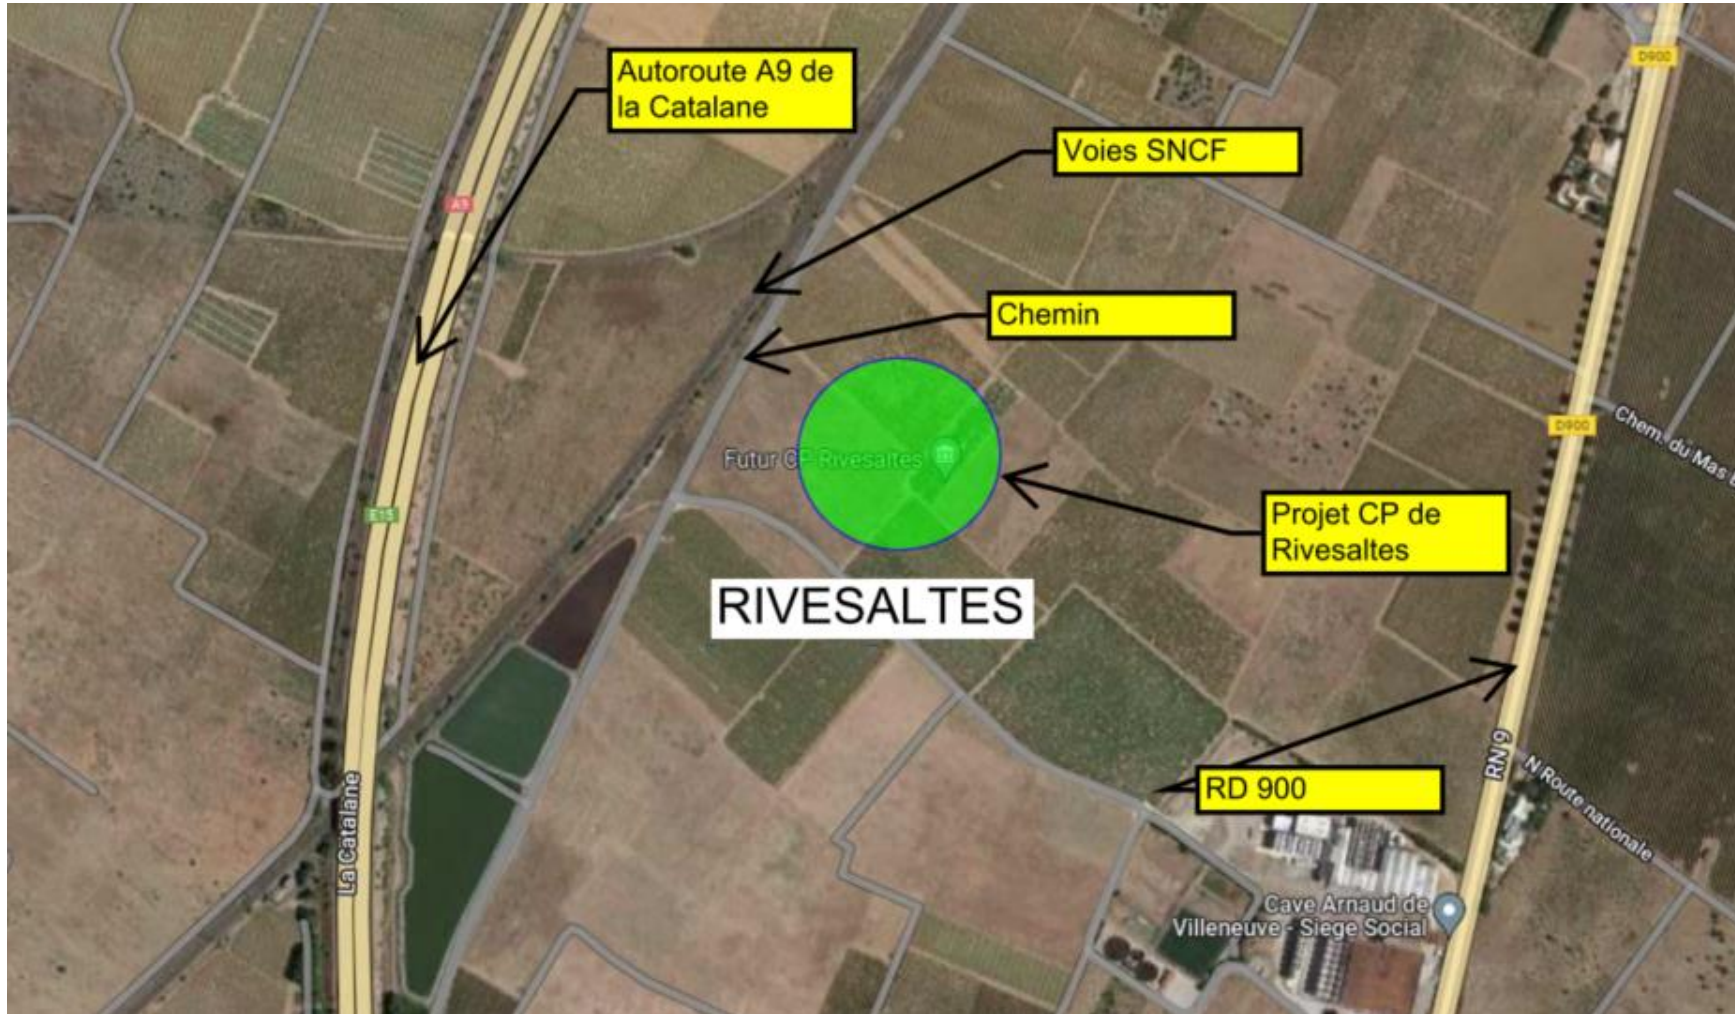 D900
Autoroute A9 de
la Catalane
Voies SNCF
A9
Chemin
D900
Chem. du Mas
Futur CP Rivesaltes
Projet CP de
Rivesaltes
E15
RIVESALTES
RN 9
N Route nationale
RD 900
La Catalane
Cave Arnaud de
Villeneuve - Siege Social